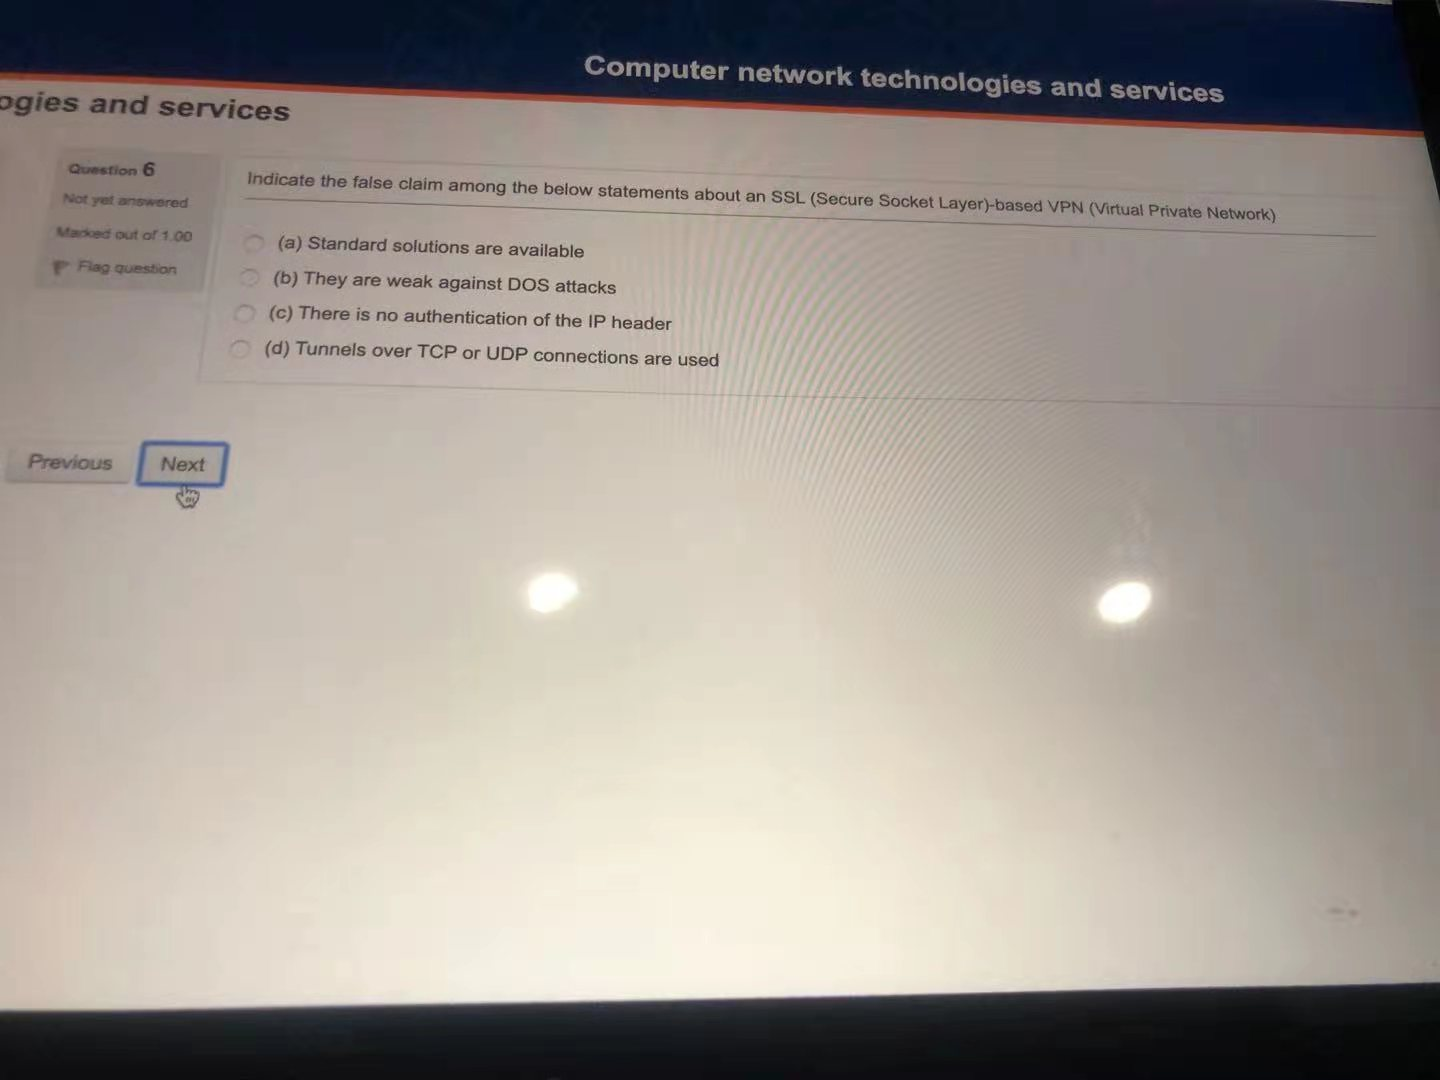 Computer network technologies and services
ogies and services
Question 6
Not yet answered
Marked out of 1.00
Flag question
Indicate the false claim among the below statements about an SSL (Secure Socket Layer)-based VPN (Virtual Private Network)
(a) Standard solutions are available
(b) They are weak against DOS attacks
(c) There is no authentication of the IP header
(d) Tunnels over TCP or UDP connections are used
Previous
Next